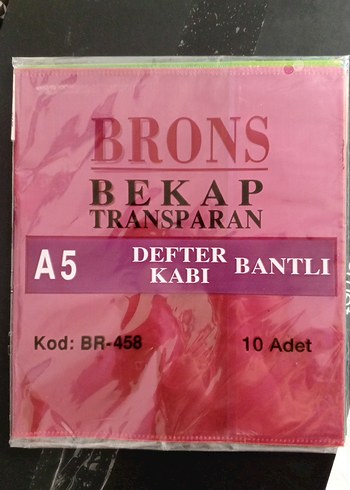 BRONS
BEKAP
TRANSPARAN
A5 DEFTER KABI BANTLI
Kod: BR-458 10 Adet